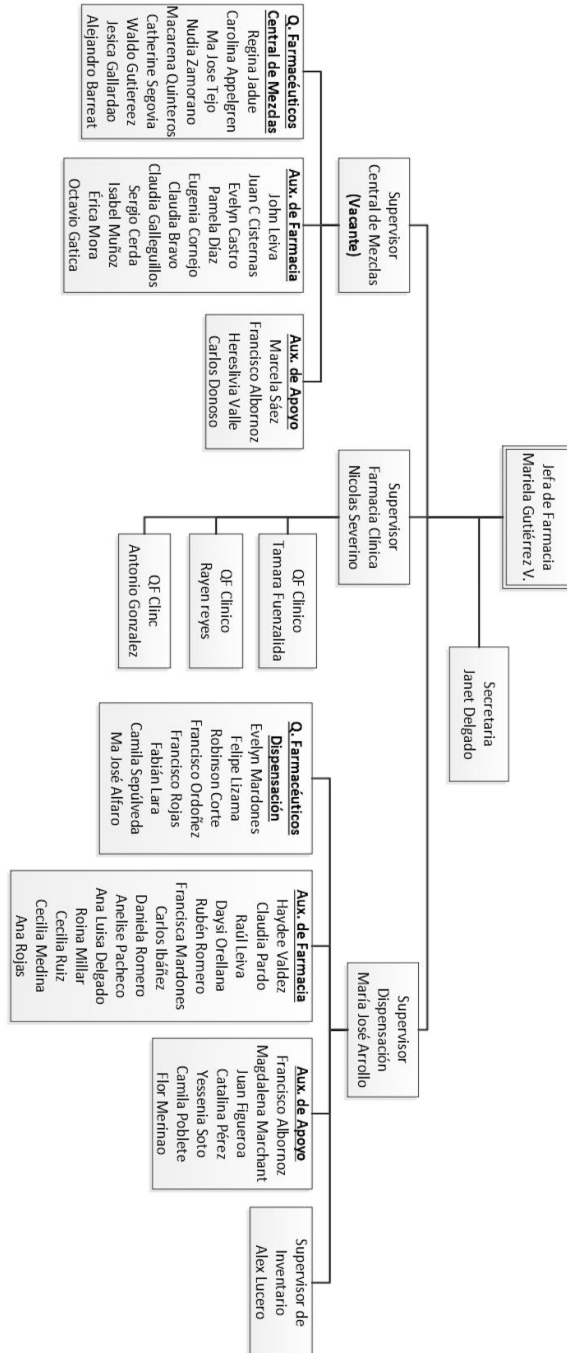 Jefa de Farmacia
Mariela Gutiérrez V.
Secretaria
Janet Delgado
Supervisor
Central de Mezclas
(Vacante)
Supervisor
Farmacia Clínica
Nicolas Severino
Supervisor
Dispensación
María José Arrollo
Q. Farmacéuticos
Central de Mezclas
Regina Jadue
Carolina Appelgren
Ma Jose Tejo
Nudia Zamorano
Macarena Quinteros
Catherine Segovia
Waldo Gutiereez
Jesica Gallardao
Alejandro Barreat
Aux. de Farmacia
John Leiva
Juan C Cisternas
Evelyn Castro
Pamela Díaz
Eugenia Cornejo
Claudia Bravo
Claudia Galleguillos
Sergio Cerda
Isabel Muñoz
Érica Mora
Octavio Gatica
Aux. de Apoyo
Marcela Sáez
Francisco Albornoz
Hereslivia Valle
Carlos Donoso
QF Clinico
Tamara Fuenzalida
QF Clinico
Rayen reyes
QF Clinc
Antonio Gonzalez
Q. Farmacéuticos
Dispensación
Evelyn Mardones
Felipe Lizama
Robinson Corte
Francisco Ordoñez
Francisco Rojas
Fabián Lara
Camila Sepúlveda
Ma José Alfaro
Aux. de Farmacia
Haydee Valdez
Claudia Pardo
Raúl Leiva
Daysi Orellana
Rubén Romero
Francisca Mardones
Carlos Ibáñez
Daniela Romero
Anelise Pacheco
Ana Luisa Delgado
Roina Millar
Cecilia Ruiz
Cecilia Medina
Ana Rojas
Aux. de Apoyo
Francisco Albornoz
Magdalena Marchant
Juan Figueroa
Catalina Pérez
Yessenia Soto
Camila Poblete
Flor Merinao
Supervisor de
Inventario
Alex Lucero